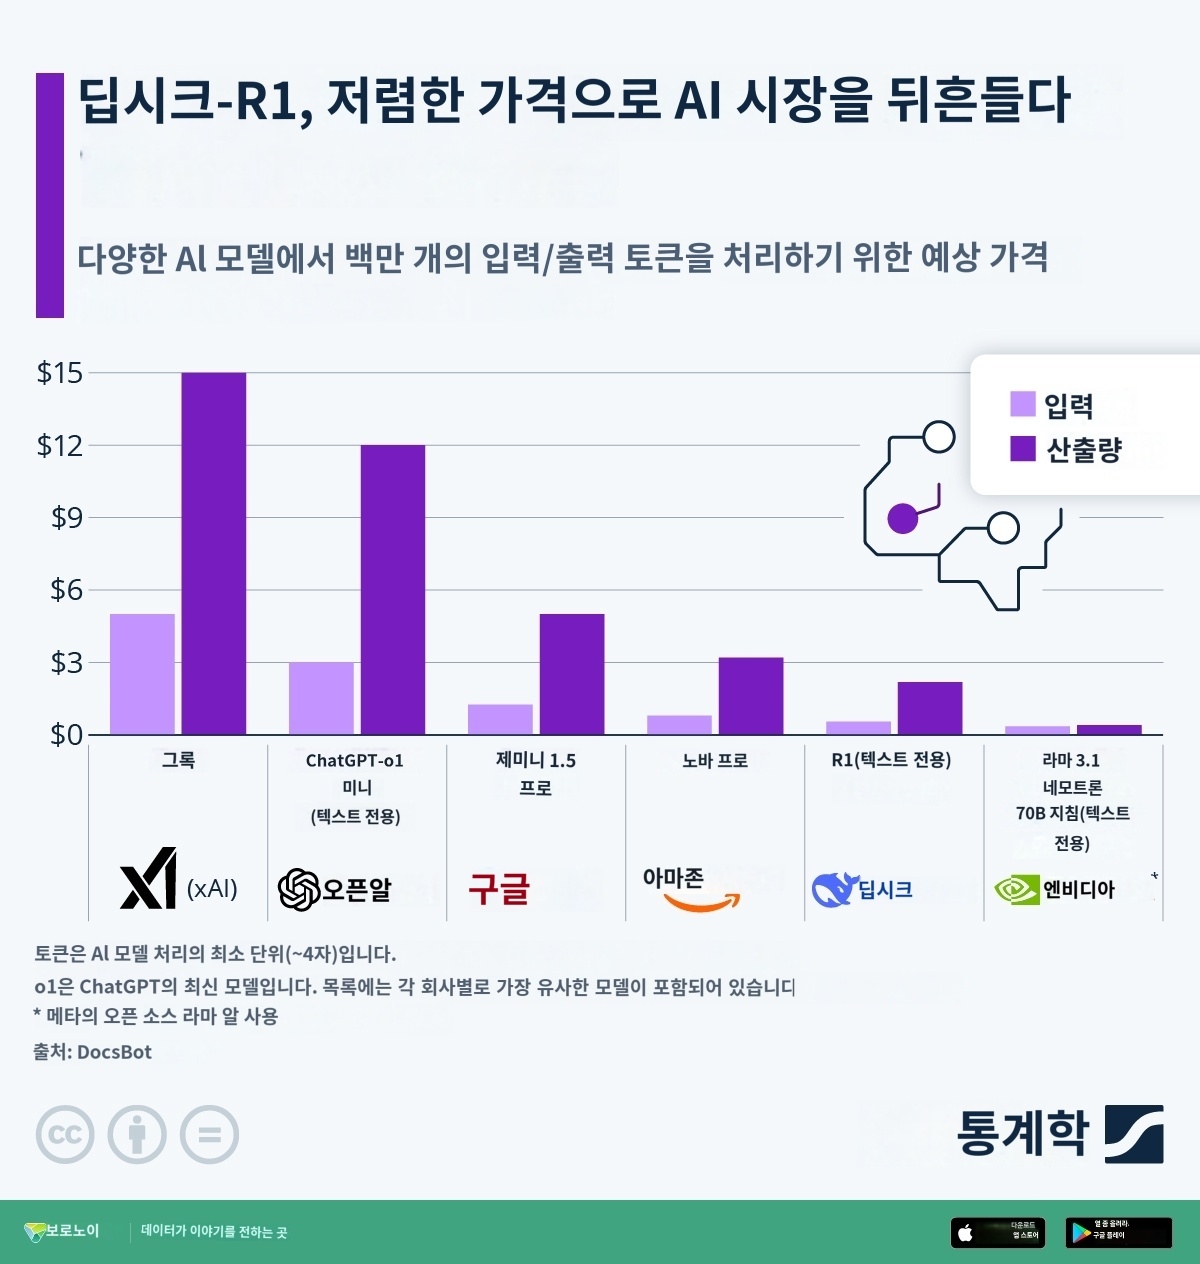 딥시크-R1, 저렴한 가격으로 AI 시장을 뒤흔들다
다양한 Al 모델에서 백만 개의 입력/출력 토큰을 처리하기 위한 예상 가격
입력
산출량
$15
$12
$9
$6
$3
$0
그록
ChatGPT-o1
미니
(텍스트 전용)
제미니 1.5
프로
노바 프로
R1(텍스트 전용)
라마 3.1
네모트론
70B 지침(텍스트
전용)
xI (xAI)
오픈알
구글
아마존
딥시크
엔비디아 *
토큰은 Al 모델 처리의 최소 단위(~4자)입니다.
o1은 ChatGPT의 최신 모델입니다. 목록에는 각 회사별로 가장 유사한 모델이 포함되어 있습니디
* 메타의 오픈 소스 라마 알 사용
출처: DocsBot
cc
통계학
보로노이
데이터가 이야기를 전하는 곳
다운로드
앱 스토어
구글 플레이